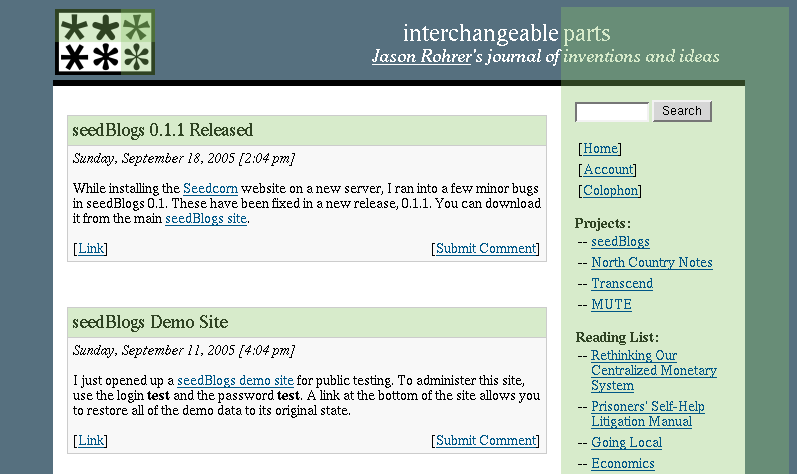 interchangeable parts
Jason Rohrer's journal of inventions and ideas
seedBlogs 0.1.1 Released
Sunday, September 18, 2005 [2:04 pm]
While installing the Seedcorn website on a new server, I ran into a few minor bugs
in seedBlogs 0.1. These have been fixed in a new release, 0.1.1. You can download
it from the main seedBlogs site.
[Link]
[Submit Comment]
seedBlogs Demo Site
Sunday, September 11, 2005 [4:04 pm]
I just opened up a seedBlogs demo site for public testing. To administer this site,
use the login test and the password test. A link at the bottom of the site allows you
to restore all of the demo data to its original state.
[Link]
[Submit Comment]
Search
[Home]
[Account]
[Colophon]
Projects:
-- seedBlogs
-- North Country Notes
-- Transcend
-- MUTE
Reading List:
-- Rethinking Our
Centralized Monetary
System
-- Prisoners' Self-Help
Litigation Manual
-- Going Local
-- Economics